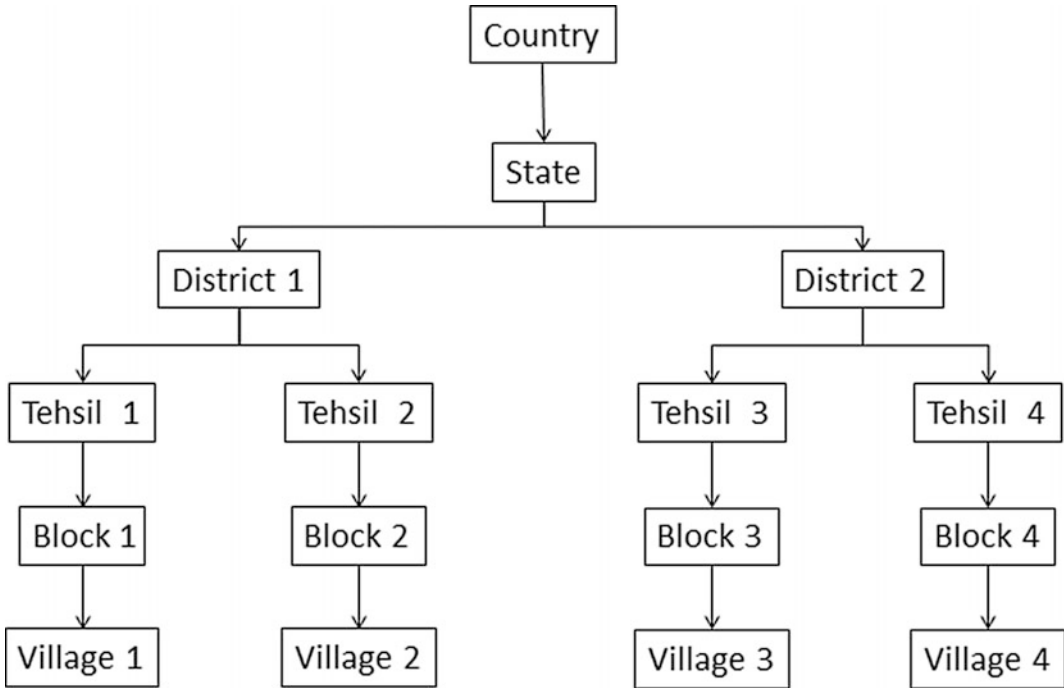 Country
State
District 1
District 2
Tehsil 1
Tehsil 2
Tehsil 3
Tehsil 4
Block 1
Block 2
Block 3
Block 4
Village 1
Village 2
Village 3
Village 4